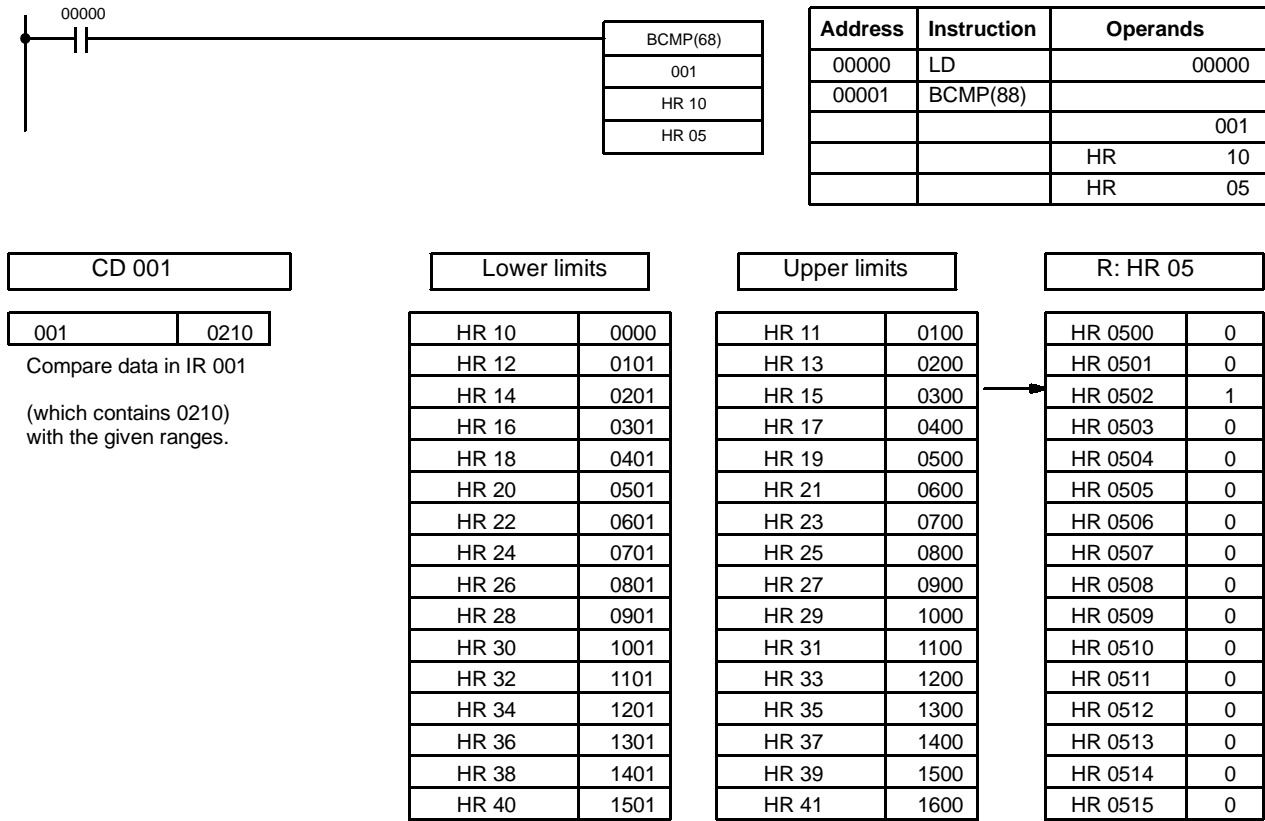 00000
BCMP(68)
001
HR 10
HR 05
Address Instruction Operands
00000 LD 00000
00001 BCMP(88)
001
HR 10
HR 05
CD 001
001 0210
Compare data in IR 001
(which contains 0210)
with the given ranges.
Lower limits Upper limits R: HR 05
HR 10 0000 HR 11 0100 HR 0500 0
HR 12 0101 HR 13 0200 HR 0501 0
HR 14 0201 HR 15 0300 HR 0502 1
HR 16 0301 HR 17 0400 HR 0503 0
HR 18 0401 HR 19 0500 HR 0504 0
HR 20 0501 HR 21 0600 HR 0505 0
HR 22 0601 HR 23 0700 HR 0506 0
HR 24 0701 HR 25 0800 HR 0507 0
HR 26 0801 HR 27 0900 HR 0508 0
HR 28 0901 HR 29 1000 HR 0509 0
HR 30 1001 HR 31 1100 HR 0510 0
HR 32 1101 HR 33 1200 HR 0511 0
HR 34 1201 HR 35 1300 HR 0512 0
HR 36 1301 HR 37 1400 HR 0513 0
HR 38 1401 HR 39 1500 HR 0514 0
HR 40 1501 HR 41 1600 HR 0515 0